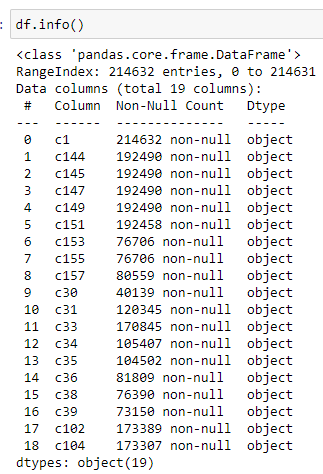 : df.info()
<class 'pandas.core.frame.DataFrame'>
RangeIndex: 214632 entries, 0 to 214631
Data columns (total 19 columns):
 #   Column  Non-Null Count   Dtype
---  ------  --------------   -----
 0   c1      214632 non-null  object
 1   c144    192490 non-null  object
 2   c145    192490 non-null  object
 3   c147    192490 non-null  object
 4   c149    192490 non-null  object
 5   c151    192458 non-null  object
 6   c153    76706 non-null   object
 7   c155    76706 non-null   object
 8   c157    80559 non-null   object
 9   c30     40139 non-null   object
 10  c31     120345 non-null  object
 11  c33     170845 non-null  object
 12  c34     105407 non-null  object
 13  c35     104502 non-null  object
 14  c36     81809 non-null   object
 15  c38     76390 non-null   object
 16  c39     73150 non-null   object
 17  c102    173389 non-null  object
 18  c104    173307 non-null  object
dtypes: object(19)